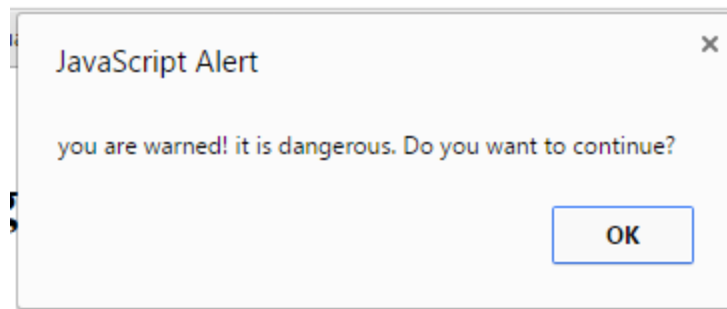 JavaScript Alert
you are warned! it is dangerous. Do you want to continue?
OK